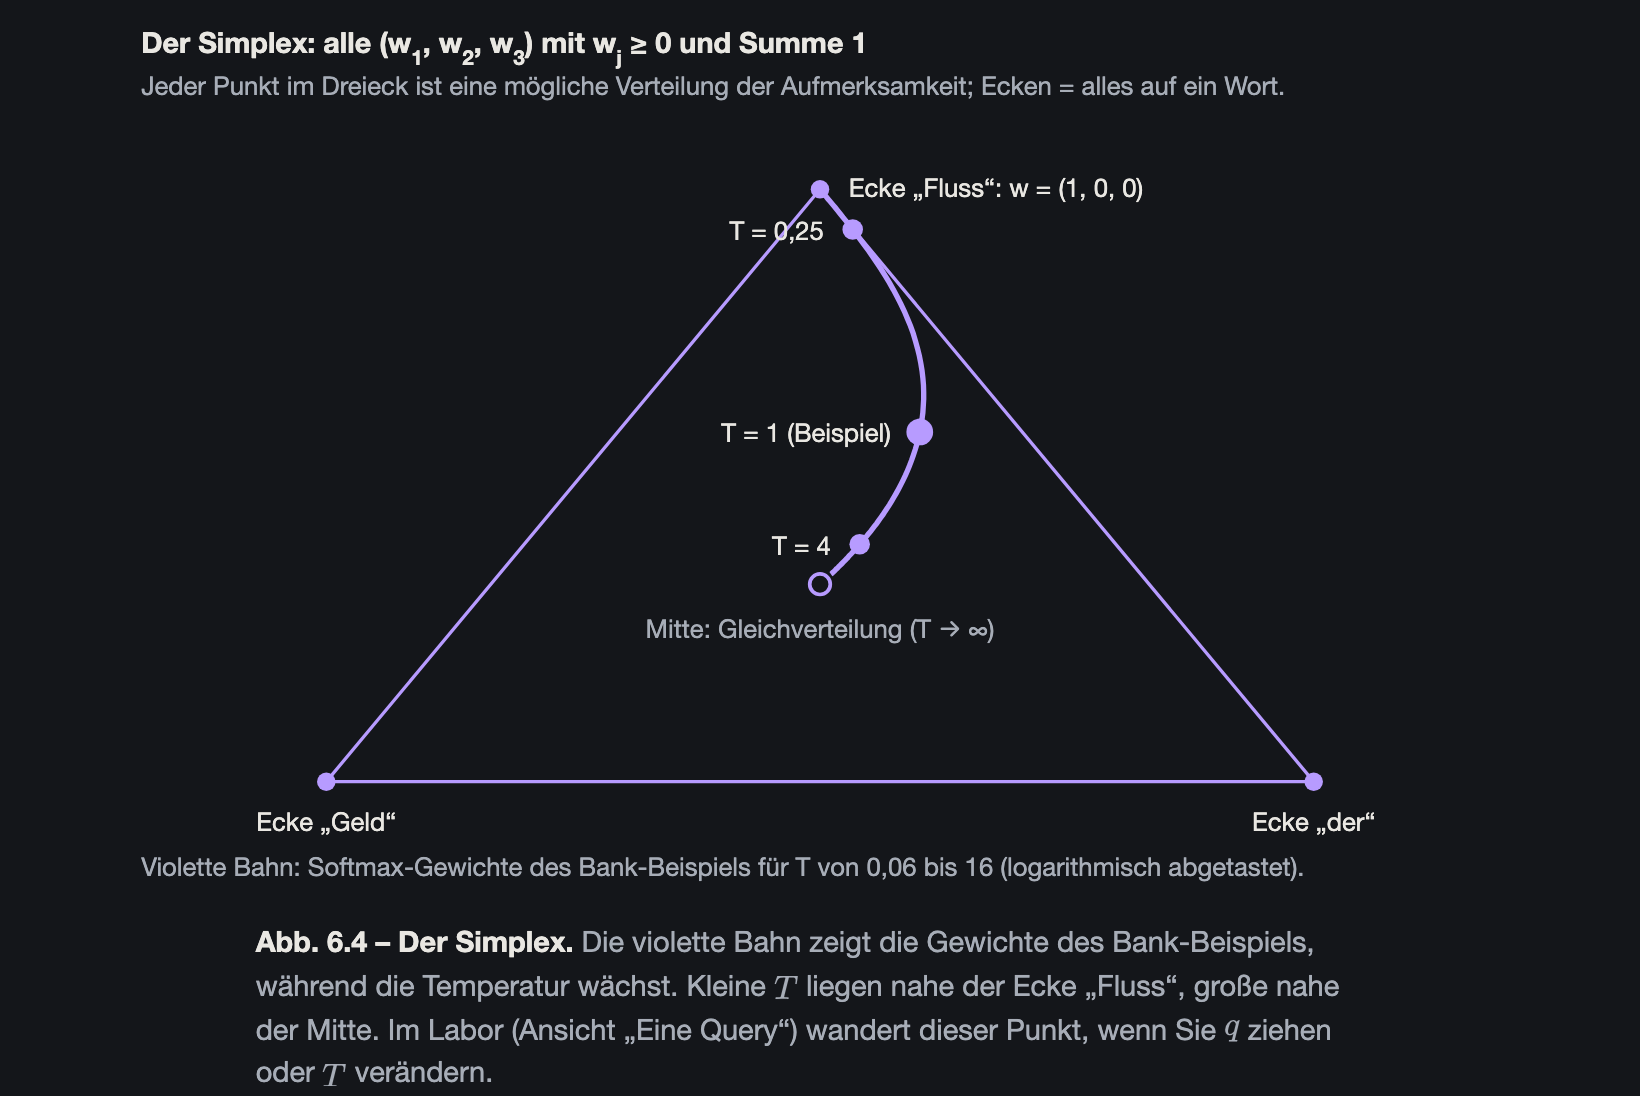 Der Simplex: alle (w₁, w₂, w₃) mit wⱼ ≥ 0 und Summe 1
Jeder Punkt im Dreieck ist eine mögliche Verteilung der Aufmerksamkeit; Ecken = alles auf ein Wort.
Ecke „Fluss“: w = (1, 0, 0)
T = 0,25
T = 1 (Beispiel)
T = 4
Mitte: Gleichverteilung (T → ∞)
Ecke „Geld“
Ecke „der“
Violette Bahn: Softmax-Gewichte des Bank-Beispiels für T von 0,06 bis 16 (logarithmisch abgetastet).
Abb. 6.4 – Der Simplex. Die violette Bahn zeigt die Gewichte des Bank-Beispiels,
während die Temperatur wächst. Kleine T liegen nahe der Ecke „Fluss“, große nahe
der Mitte. Im Labor (Ansicht „Eine Query“) wandert dieser Punkt, wenn Sie q ziehen
oder T verändern.